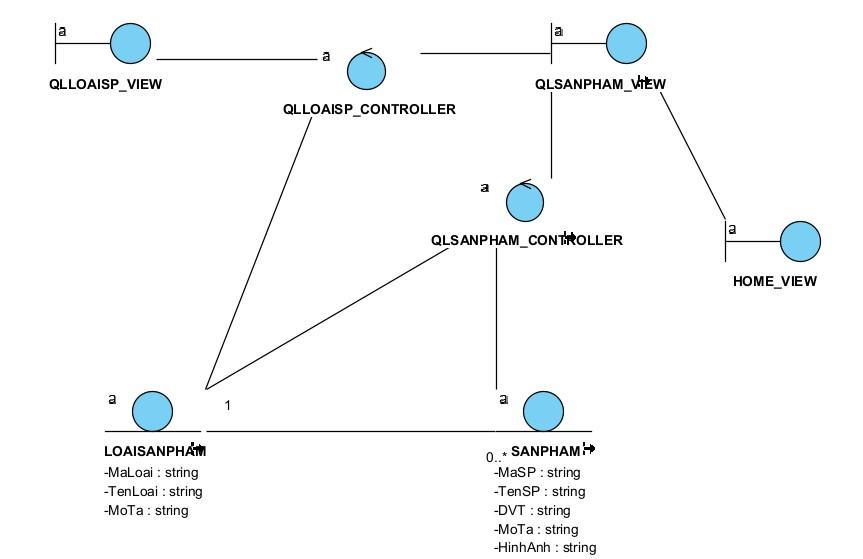 a
a
a
QLLOAISP_VIEW
QLSANPHAM_VIEW
QLLOAISP_CONTROLLER
a
QLSANPHAM_CONTROLLER
a
HOME_VIEW
a
1
a
LOAISANPHAM
-MaLoai : string
-TenLoai : string
-MoTa : string
0..*
SANPHAM
-MaSP : string
-TenSP : string
-DVT : string
-MoTa : string
-HinhAnh : string